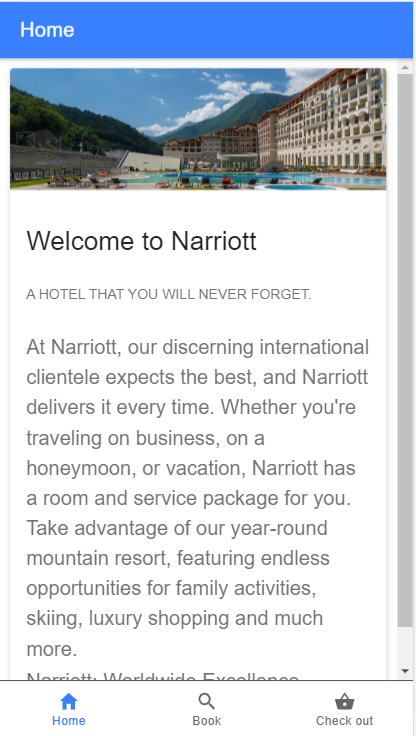 Home
Welcome to Narriott
A HOTEL THAT YOU WILL NEVER FORGET.
At Narriott, our discerning international
clientele expects the best, and Narriott
delivers it every time. Whether you're
traveling on business, on a
honeymoon, or vacation, Narriott has
a room and service package for you.
Take advantage of our year-round
mountain resort, featuring endless
opportunities for family activities,
skiing, luxury shopping and much
more.
Narriott: Worldwide Excellence
Home
Book
Check out